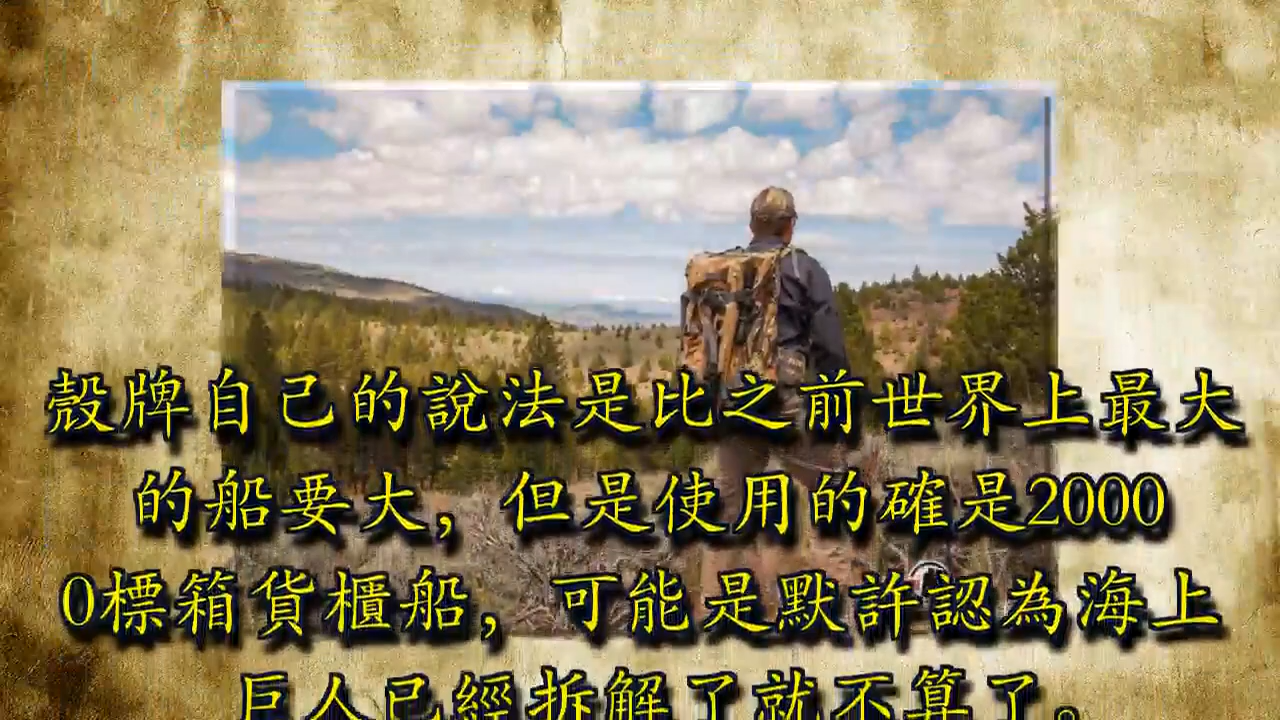 殼牌自己的說法是比之前世界上最大
的船要大，但是使用的確是2000
0標箱貨櫃船，可能是默許認為海上
巨人已經拆解了就不算了。